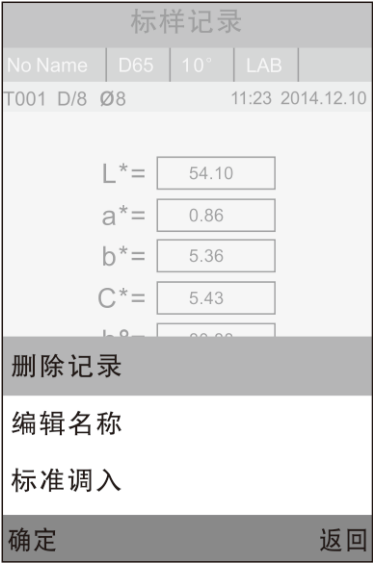 标样记录
No Name D65 10° LAB
T001 D/8 Ø8 11:23 2014.12.10
L*= 54.10
a*= 0.86
b*= 5.36
C*= 5.43
删除记录
编辑名称
标准调入
确定 返回